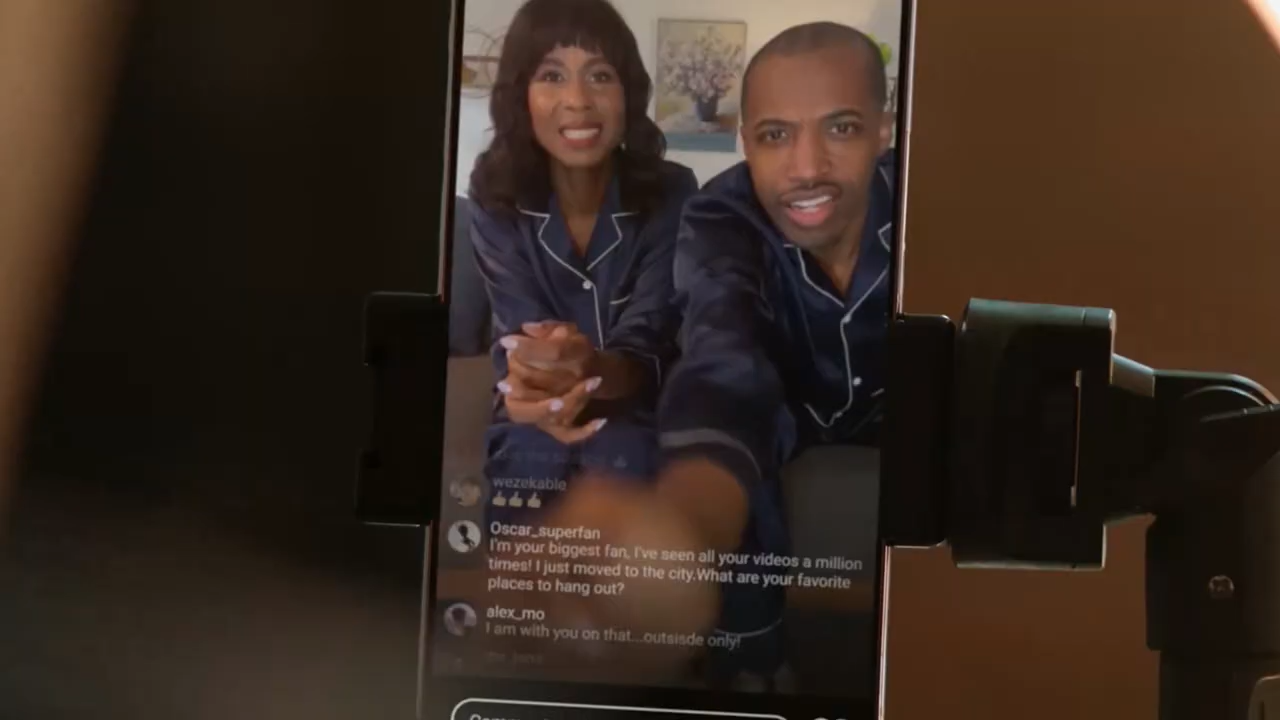 wezekable
Oscar_superfan
I'm your biggest fan, I've seen all your videos a million
times! I just moved to the city.What are your favorite
places to hang out?
alex_mo
I am with you on that...outsisde only!